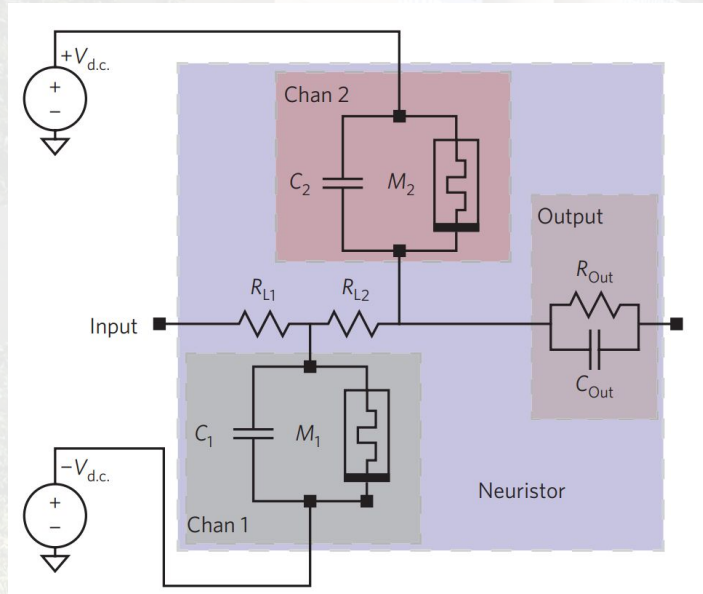 +V_d.c.
+
−
Chan 2
C_2
M_2
Output
R_Out
R_L1
R_L2
Input
C_Out
C_1
M_1
−V_d.c.
+
−
Neuristor
Chan 1